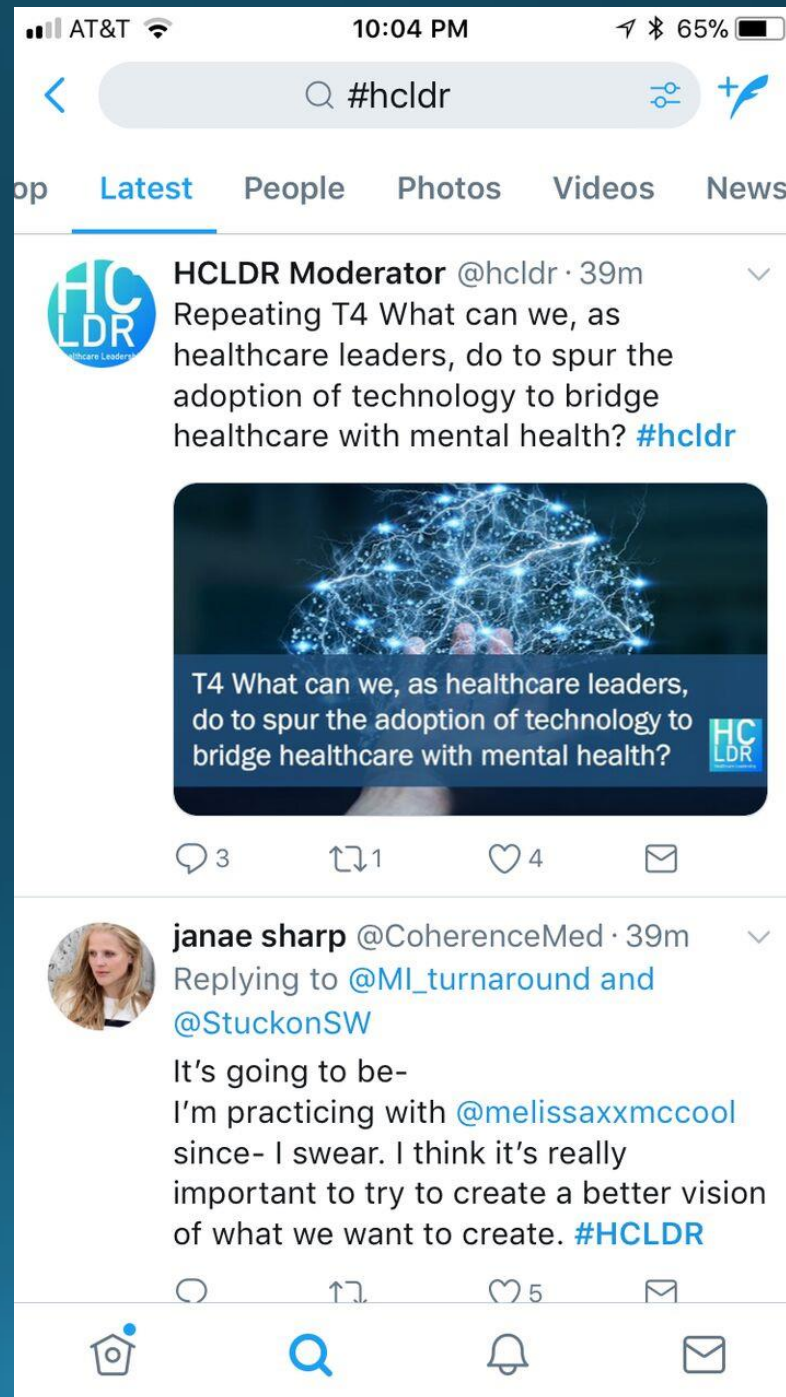 AT&T 10:04 PM 65%
#hcldr
op Latest People Photos Videos News
HCLDR Moderator @hcldr · 39m
Repeating T4 What can we, as
healthcare leaders, do to spur the
adoption of technology to bridge
healthcare with mental health? #hcldr
HC
LDR
T4 What can we, as healthcare leaders,
do to spur the adoption of technology to
bridge healthcare with mental health?
HC
LDR
3 1 4
janae sharp @CoherenceMed · 39m
Replying to @MI_turnaround and
@StuckonSW
It's going to be-
I'm practicing with @melissaxxmccool
since- I swear. I think it's really
important to try to create a better vision
of what we want to create. #HCLDR
5